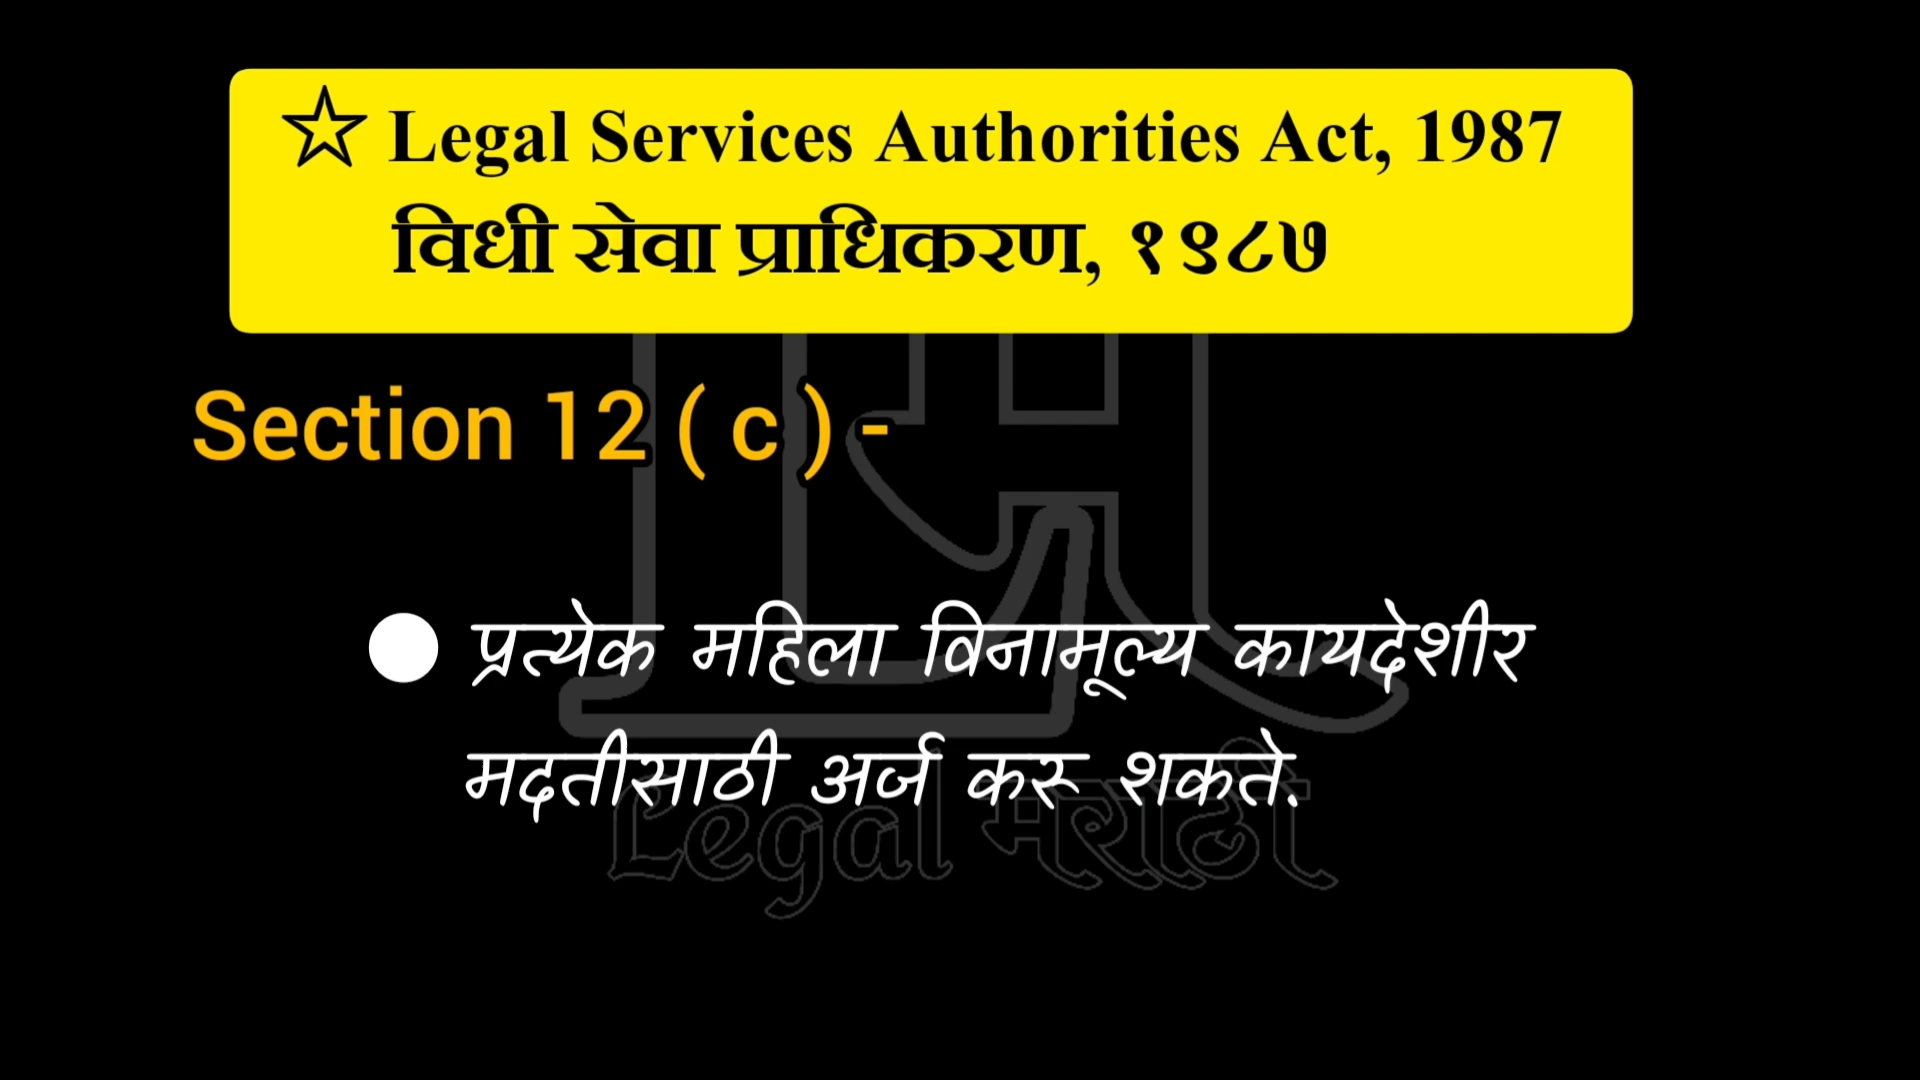 ☆ Legal Services Authorities Act, 1987
विधी सेवा प्राधिकरण, १९८७
Section 12 ( c ) -
● प्रत्येक महिला विनामूल्य कायदेशीर
मदतीसाठी अर्ज करू शकते.
Legal मराठी